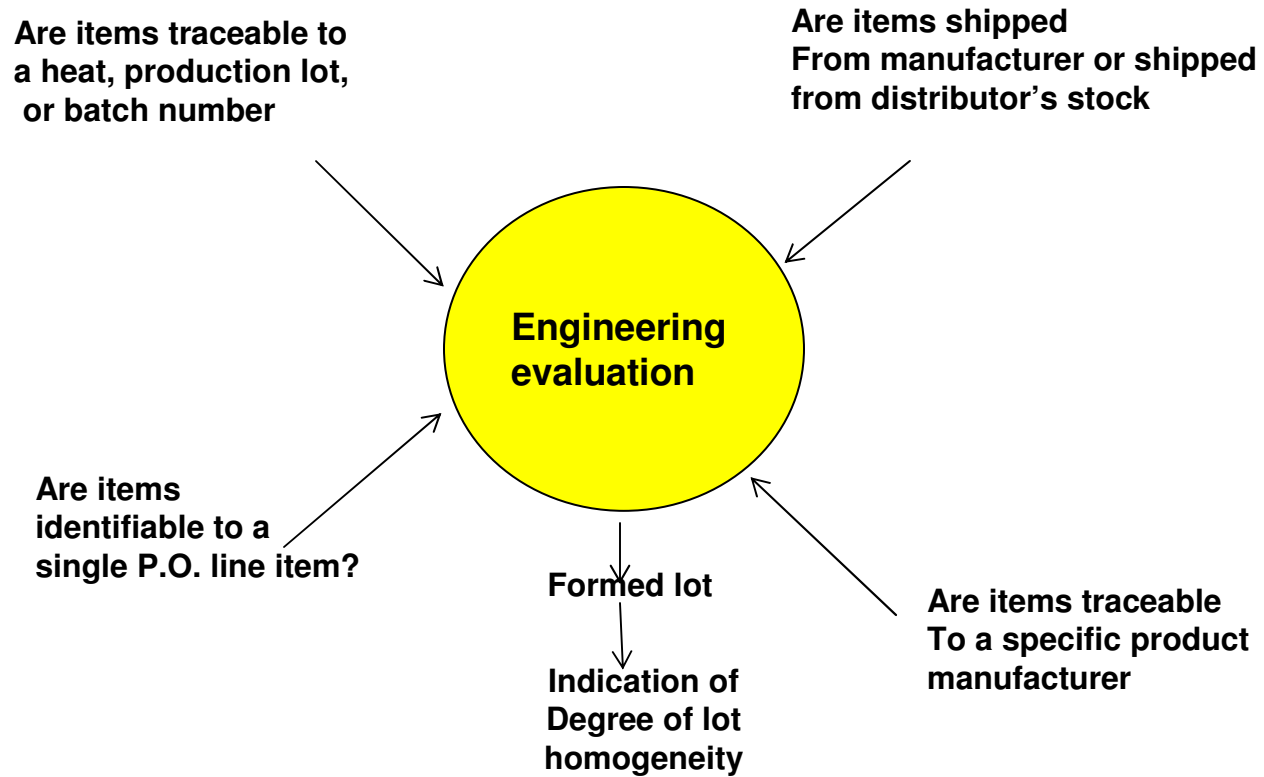 Are items traceable to
a heat, production lot,
or batch number
Are items shipped
From manufacturer or shipped
from distributor’s stock
Engineering
evaluation
Are items
identifiable to a
single P.O. line item?
Formed lot
Indication of
Degree of lot
homogeneity
Are items traceable
To a specific product
manufacturer